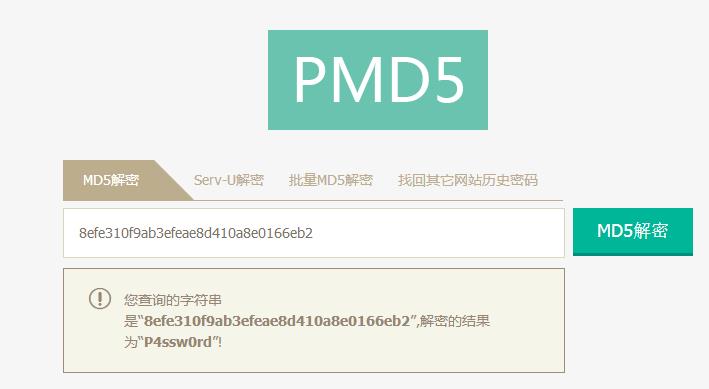 PMD5
MD5解密 Serv-U解密 批量MD5解密 找回其它网站历史密码
8efe310f9ab3efeae8d410a8e0166eb2 MD5解密
您查询的字符串
是“8efe310f9ab3efeae8d410a8e0166eb2”,解密的结果
为“P4ssw0rd”!